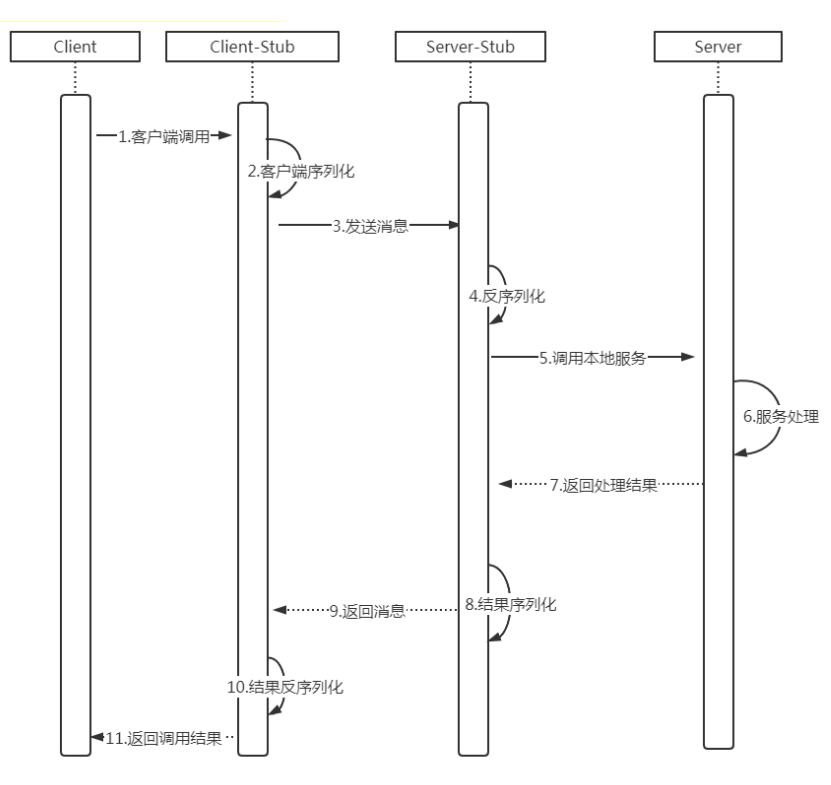 Client
Client-Stub
Server-Stub
Server
1.客户端调用
2.客户端序列化
3.发送消息
4.反序列化
5.调用本地服务
6.服务处理
7.返回处理结果
8.结果序列化
9.返回消息
10.结果反序列化
11.返回调用结果